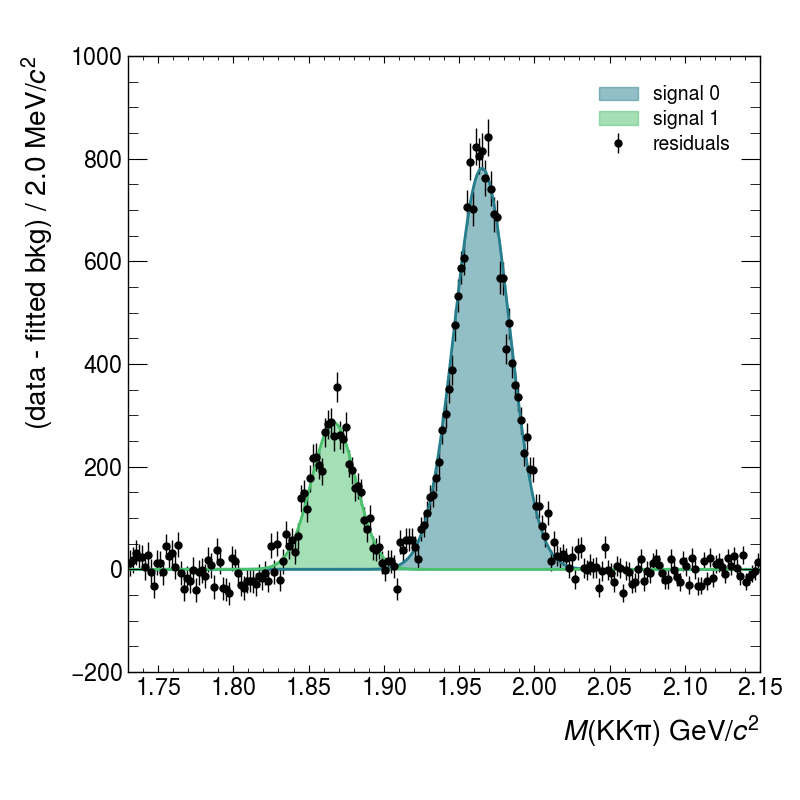 (data - fitted bkg) / 2.0 MeV/c²
1000
800
600
400
200
0
−200
signal 0
signal 1
residuals
1.75 1.80 1.85 1.90 1.95 2.00 2.05 2.10 2.15
M(KKπ) GeV/c²